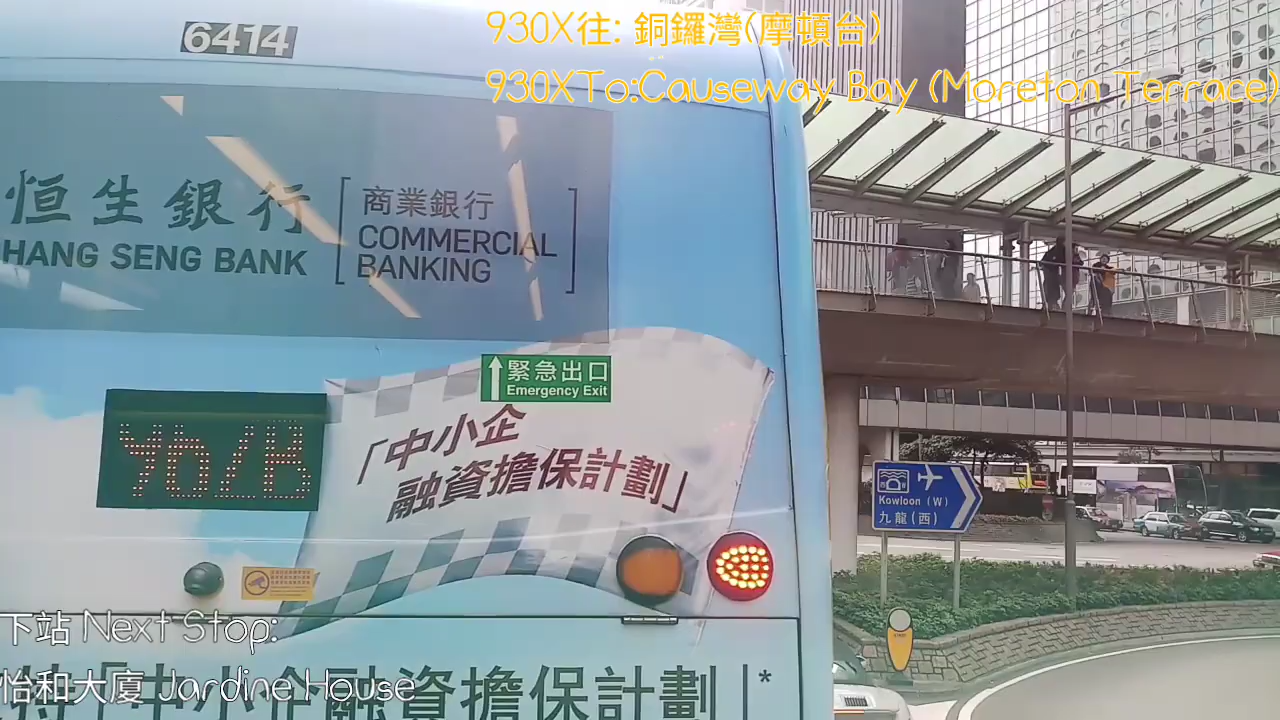 930X往: 銅鑼灣(摩頓台)
930XTo:Causeway Bay (Moreton Terrace)
6414
恒生銀行
HANG SENG BANK
商業銀行
COMMERCIAL
BANKING
緊急出口
Emergency Exit
「中小企
融資擔保計劃」
Kowloon (W)
九龍(西)
下站 Next Stop:
怡和大廈 Jardine House
「中小企融資擔保計劃」*